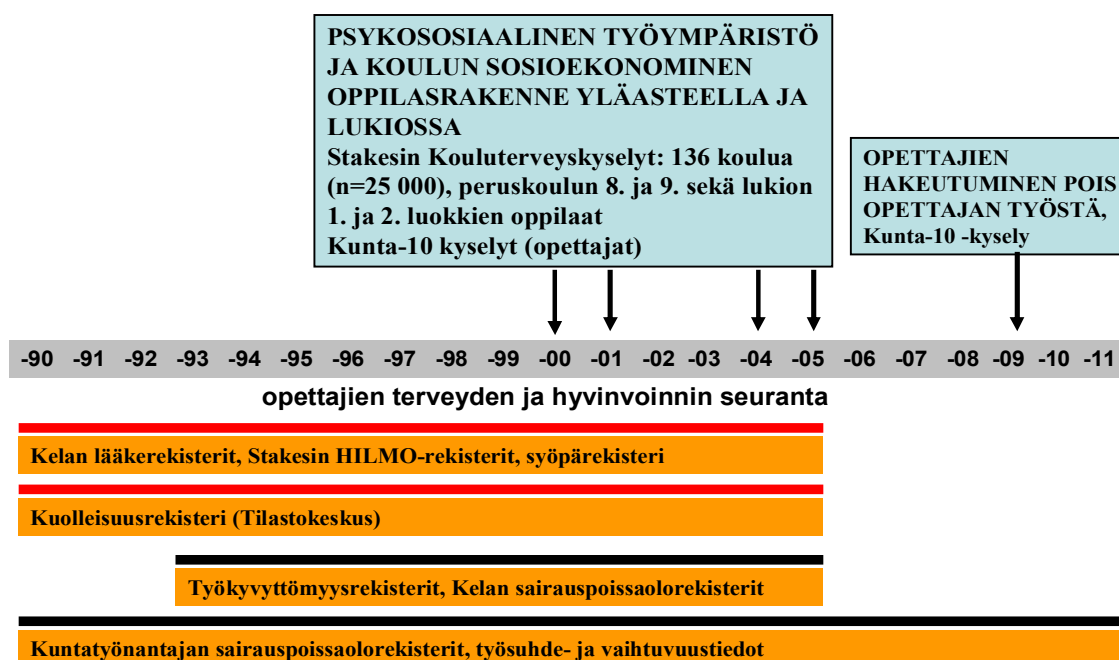 PSYKOSOSIAALINEN TYÖYMPÄRISTÖ
JA KOULUN SOSIOEKONOMINEN
OPPILASRAKENNE YLÄASTEELLA JA
LUKIOSSA
Stakesin Kouluterveyskyselyt: 136 koulua
(n=25 000), peruskoulun 8. ja 9. sekä lukion
1. ja 2. luokkien oppilaat
Kunta-10 kyselyt (opettajat)
OPETTAJIEN
HAKEUTUMINEN POIS
OPETTAJAN TYÖSTÄ,
Kunta-10 -kysely
-90 -91 -92 -93 -94 -95 -96 -97 -98 -99 -00 -01 -02 -03 -04 -05 -06 -07 -08 -09 -10 -11
opettajien terveyden ja hyvinvoinnin seuranta
Kelan lääkerekisterit, Stakesin HILMO-rekisterit, syöpärekisteri
Kuolleisuusrekisteri (Tilastokeskus)
Työkyvyttömyysrekisterit, Kelan sairauspoissaolorekisterit
Kuntatyönantajan sairauspoissaolorekisterit, työsuhde- ja vaihtuvuustiedot